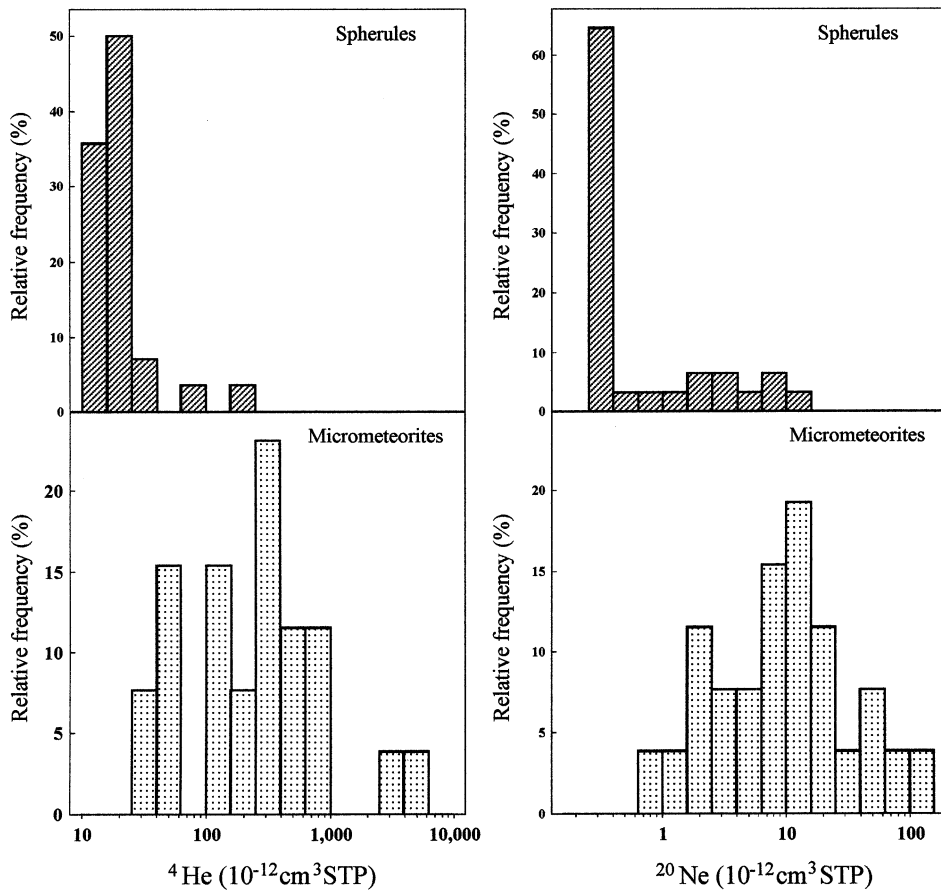 Spherules
50
40
30
20
10
0
Relative frequency (%)
Spherules
60
50
40
30
20
10
0
Relative frequency (%)
Micrometeorites
20
15
10
5
0
Relative frequency (%)
10 100 1,000 10,000
⁴He (10⁻¹²cm³STP)
Micrometeorites
20
15
10
5
0
Relative frequency (%)
1 10 100
²⁰Ne (10⁻¹²cm³STP)